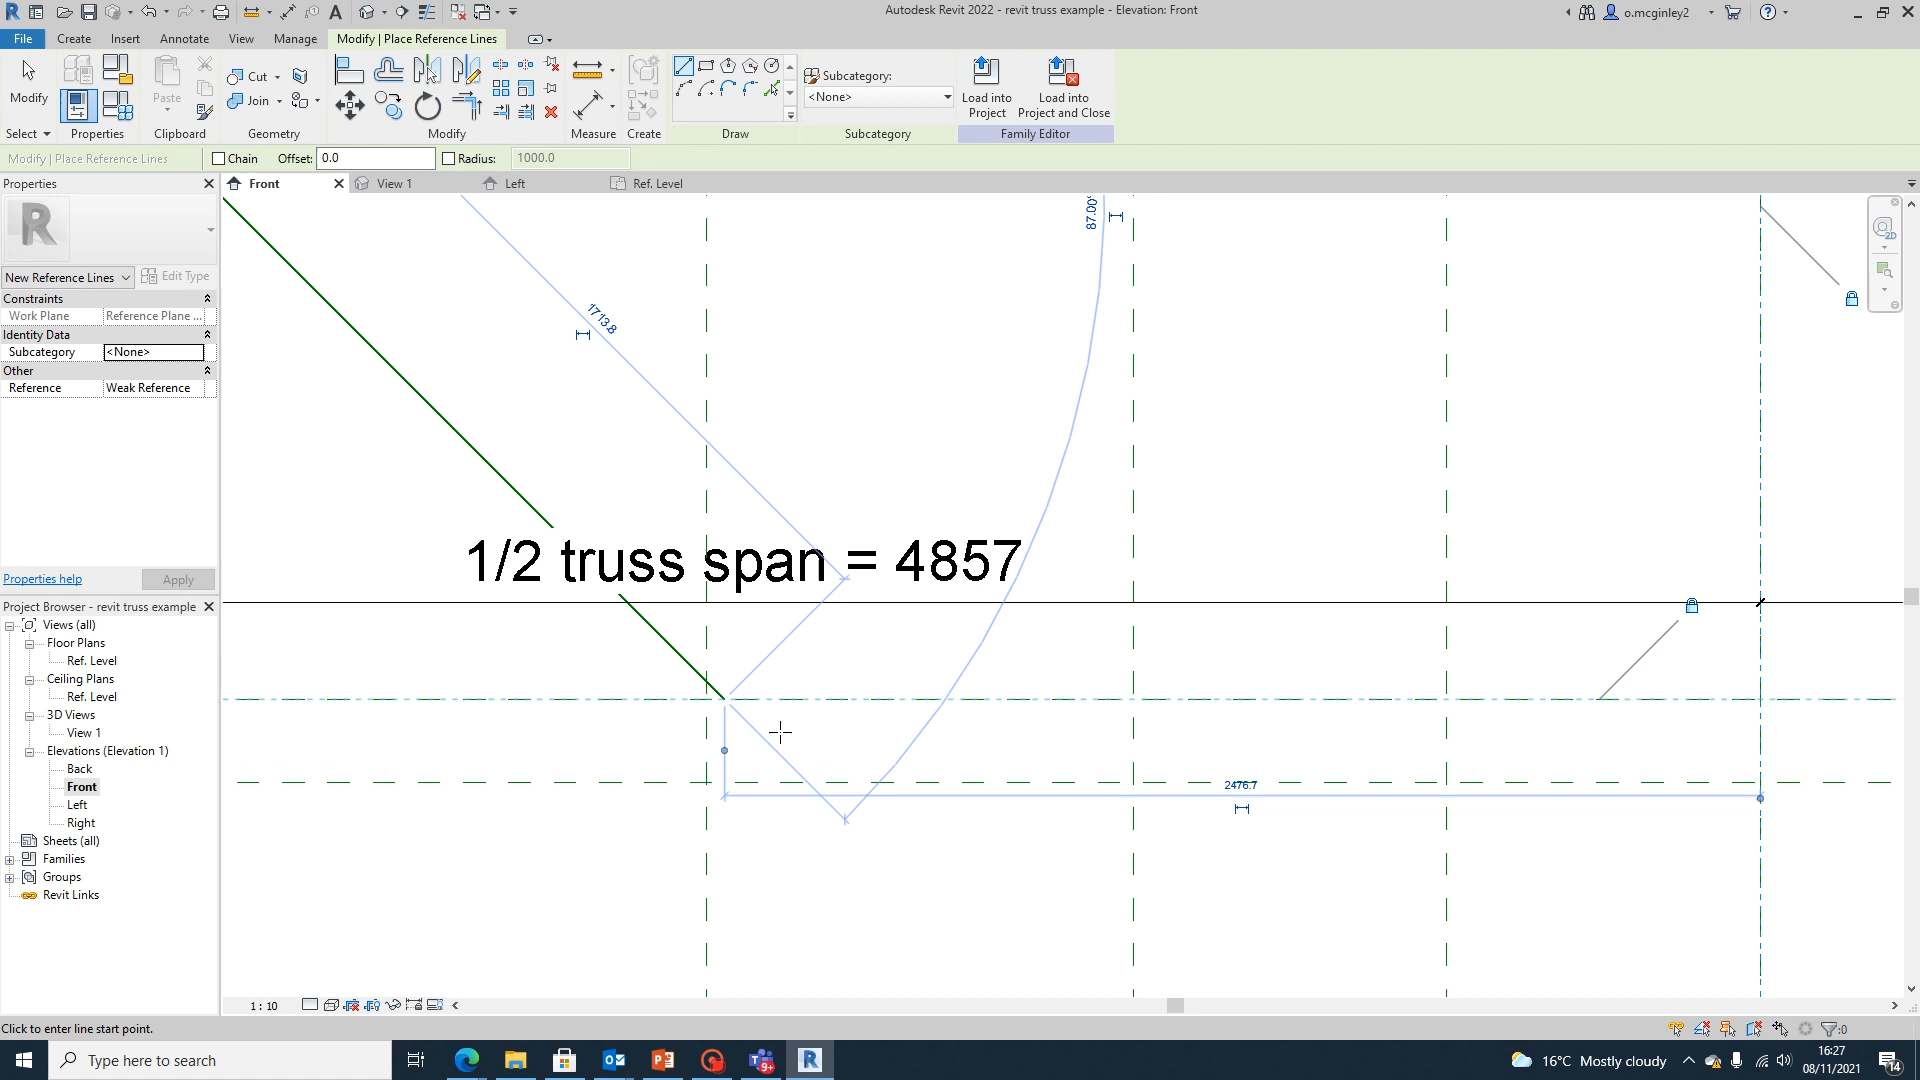 Autodesk Revit 2022 - revit truss example - Elevation: Front
o.mcginley2
File Create Insert Annotate View Manage Modify | Place Reference Lines
Modify Paste Cut Join Subcategory: <None> Load into Project Load into Project and Close
Select Properties Clipboard Geometry Modify Measure Create Draw Subcategory Family Editor
Modify | Place Reference Lines Chain Offset: 0.0 Radius: 1000.0
Properties
Front View 1 Left Ref. Level
New Reference Lines Edit Type
Constraints
Work Plane Reference Plane ...
Identity Data
Subcategory <None>
Other
Reference Weak Reference
Properties help Apply
87.00°
1713.8
2D
1/2 truss span = 4857
2476.7
Project Browser - revit truss example
Views (all)
Floor Plans
Ref. Level
Ceiling Plans
Ref. Level
3D Views
View 1
Elevations (Elevation 1)
Back
Front
Left
Right
Sheets (all)
Families
Groups
Revit Links
1 : 10
Click to enter line start point.
:0
Type here to search
9+
16°C Mostly cloudy
16:27
08/11/2021
14